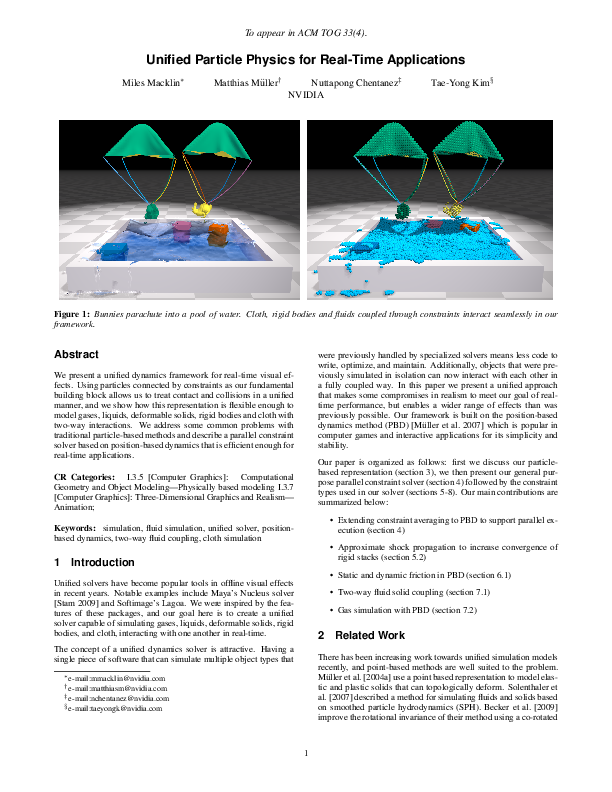 To appear in ACM TOG 33(4).
Unified Particle Physics for Real-Time Applications
Miles Macklin∗ Matthias Müller† Nuttapong Chentanez‡ Tae-Yong Kim§
NVIDIA
Figure 1: Bunnies parachute into a pool of water. Cloth, rigid bodies and fluids coupled through constraints interact seamlessly in our
framework.
Abstract
We present a unified dynamics framework for real-time visual ef-
fects. Using particles connected by constraints as our fundamental
building block allows us to treat contact and collisions in a unified
manner, and we show how this representation is flexible enough to
model gases, liquids, deformable solids, rigid bodies and cloth with
two-way interactions. We address some common problems with
traditional particle-based methods and describe a parallel constraint
solver based on position-based dynamics that is efficient enough for
real-time applications.
CR Categories: I.3.5 [Computer Graphics]: Computational
Geometry and Object Modeling—Physically based modeling I.3.7
[Computer Graphics]: Three-Dimensional Graphics and Realism—
Animation;
Keywords: simulation, fluid simulation, unified solver, position-
based dynamics, two-way fluid coupling, cloth simulation
1 Introduction
Unified solvers have become popular tools in offline visual effects
in recent years. Notable examples include Maya's Nucleus solver
[Stam 2009] and Softimage's Lagoa. We were inspired by the fea-
tures of these packages, and our goal here is to create a unified
solver capable of simulating gases, liquids, deformable solids, rigid
bodies, and cloth, interacting with one another in real-time.
The concept of a unified dynamics solver is attractive. Having a
single piece of software that can simulate multiple object types that
∗e-mail:mmacklin@nvidia.com
†e-mail:matthiasm@nvidia.com
‡e-mail:nchentanez@nvidia.com
§e-mail:taeyongk@nvidia.com
were previously handled by specialized solvers means less code to
write, optimize, and maintain. Additionally, objects that were pre-
viously simulated in isolation can now interact with each other in
a fully coupled way. In this paper we present a unified approach
that makes some compromises in realism to meet our goal of real-
time performance, but enables a wider range of effects than was
previously possible. Our framework is built on the position-based
dynamics method (PBD) [Müller et al. 2007] which is popular in
computer games and interactive applications for its simplicity and
stability.
Our paper is organized as follows: first we discuss our particle-
based representation (section 3), we then present our general pur-
pose parallel constraint solver (section 4) followed by the constraint
types used in our solver (sections 5-8). Our main contributions are
summarized below:
• Extending constraint averaging to PBD to support parallel ex-
ecution (section 4)
• Approximate shock propagation to increase convergence of
rigid stacks (section 5.2)
• Static and dynamic friction in PBD (section 6.1)
• Two-way fluid solid coupling (section 7.1)
• Gas simulation with PBD (section 7.2)
2 Related Work
There has been increasing work towards unified simulation models
recently, and point-based methods are well suited to the problem.
Müller et al. [2004a] use a point based representation to model elas-
tic and plastic solids that can topologically deform. Solenthaler et
al. [2007] described a method for simulating fluids and solids based
on smoothed particle hydrodynamics (SPH). Becker et al. [2009]
improve the rotational invariance of their method using a co-rotated
1